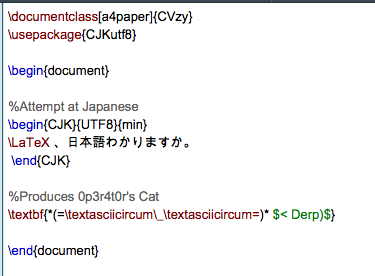 \documentclass[a4paper]{CVzy}
\usepackage{CJKutf8}
\begin{document}
%Attempt at Japanese
\begin{CJK}{UTF8}{min}
\LaTeX 、日本語わかりますか。
\end{CJK}
%Produces 0p3r4t0r's Cat
\textbf{*(=\textasciicircum\_\textasciicircum=)* $< Derp)$}
\end{document}